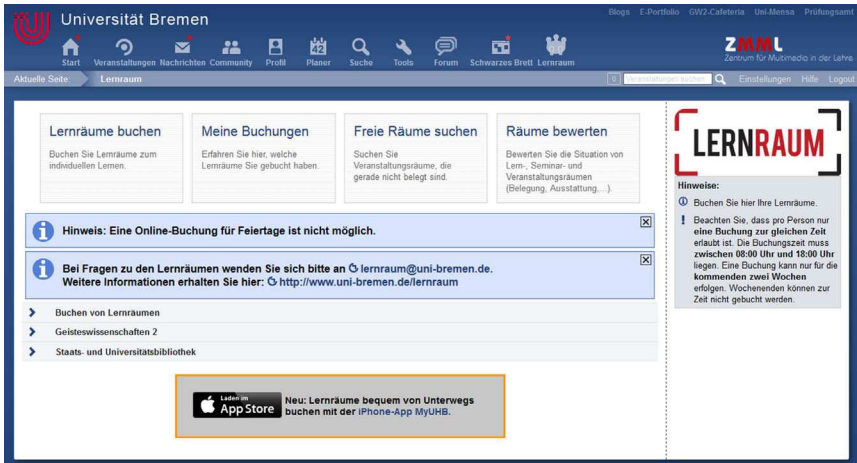 Universität Bremen
Blogs E-Portfolio GW2-Cafeteria Uni-Mensa Prüfungsamt
Start Veranstaltungen Nachrichten Community Profil Planer Suche Tools Forum Schwarzes Brett Lernraum
42
ZMML
Zentrum für Multimedia in der Lehre
Aktuelle Seite: Lernraum
Veranstaltungen suchen Einstellungen Hilfe Logout
Lernräume buchen
Buchen Sie Lernräume zum
individuellen Lernen.
Meine Buchungen
Erfahren Sie hier, welche
Lernräume Sie gebucht haben.
Freie Räume suchen
Suchen Sie
Veranstaltungsräume, die
gerade nicht belegt sind.
Räume bewerten
Bewerten Sie die Situation von
Lern-, Seminar- und
Veranstaltungsräumen
(Belegung, Ausstattung,...).
Hinweis: Eine Online-Buchung für Feiertage ist nicht möglich.
Bei Fragen zu den Lernräumen wenden Sie sich bitte an lernraum@uni-bremen.de.
Weitere Informationen erhalten Sie hier: http://www.uni-bremen.de/lernraum
Buchen von Lernräumen
Geisteswissenschaften 2
Staats- und Universitätsbibliothek
Laden im
App Store
Neu: Lernräume bequem von Unterwegs
buchen mit der iPhone-App MyUHB.
LERNRAUM
Hinweise:
Buchen Sie hier Ihre Lernräume.
Beachten Sie, dass pro Person nur
eine Buchung zur gleichen Zeit
erlaubt ist. Die Buchungszeit muss
zwischen 08:00 Uhr und 18:00 Uhr
liegen. Eine Buchung kann nur für die
kommenden zwei Wochen
erfolgen. Wochenenden können zur
Zeit nicht gebucht werden.